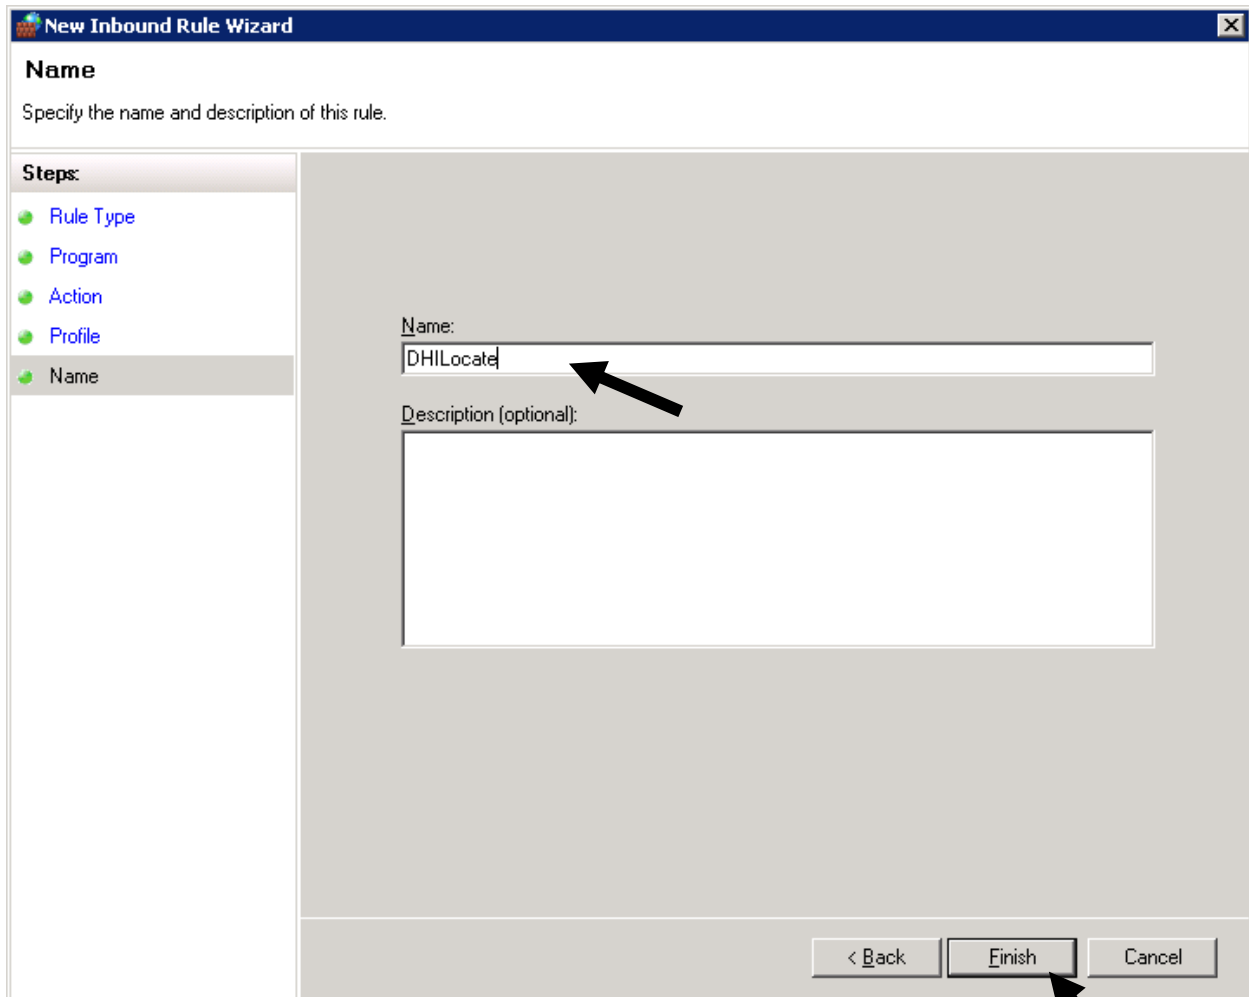 New Inbound Rule Wizard
Name
Specify the name and description of this rule.
Steps:
Rule Type
Program
Action
Profile
Name
Name:
DHILocate
Description (optional):
< Back
Finish
Cancel